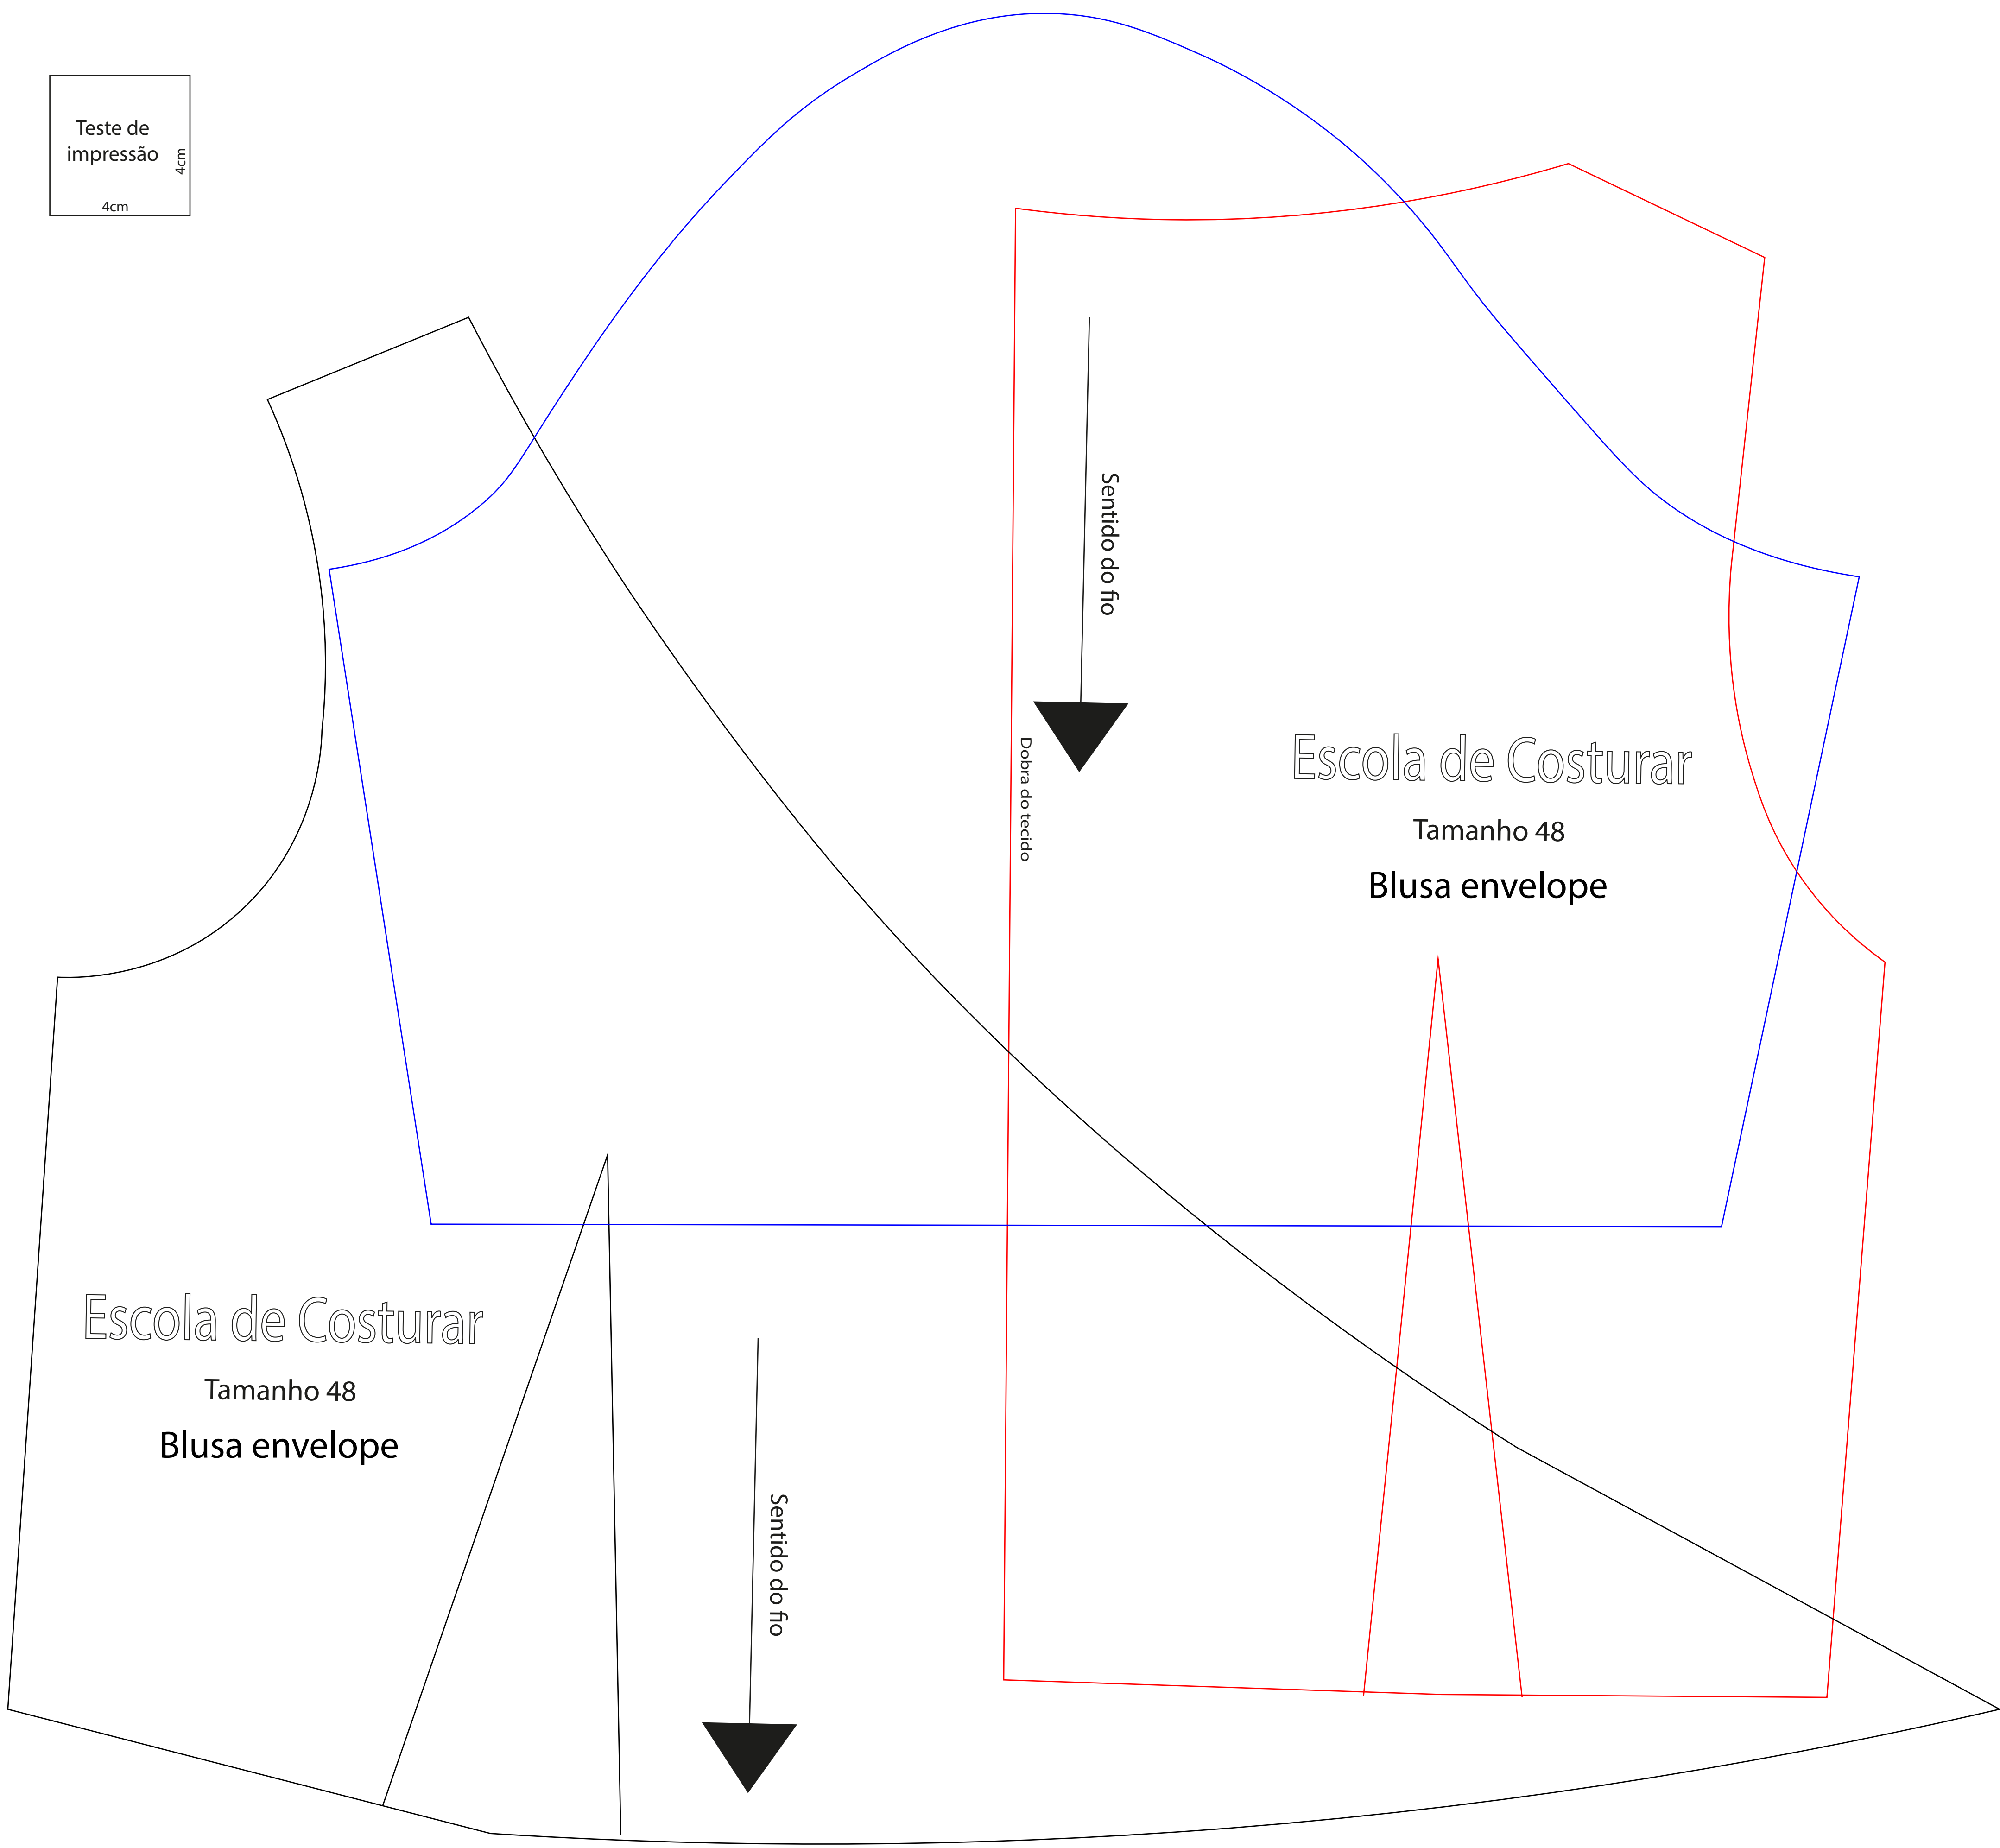 Teste de
impressão
4cm
4cm
Sentido do fio
Dobra do tecido
Escola de Costurar
Tamanho 48
Blusa envelope
Escola de Costurar
Tamanho 48
Blusa envelope
Sentido do fio